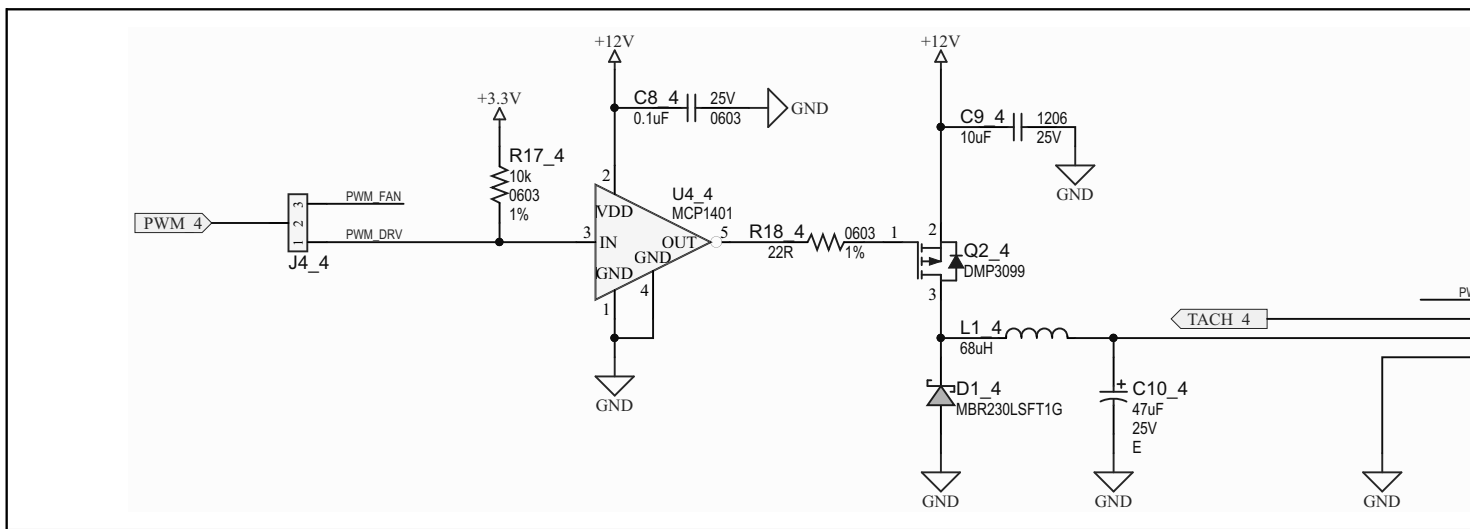 +12V
+12V
C8_4
25V
0.1uF
0603
GND
+3.3V
C9_4
1206
10uF
25V
GND
R17_4
10k
0603
1%
2
U4_4
MCP1401
VDD
PWM 4
3
PWM_FAN
2
1
PWM_DRV
J4_4
3
IN
OUT
5
GND
GND
4
1
GND
R18_4
0603
22R
1%
1
2
Q2_4
DMP3099
3
TACH 4
L1_4
68uH
D1_4
MBR230LSFT1G
GND
C10_4
47uF
25V
E
GND
GND